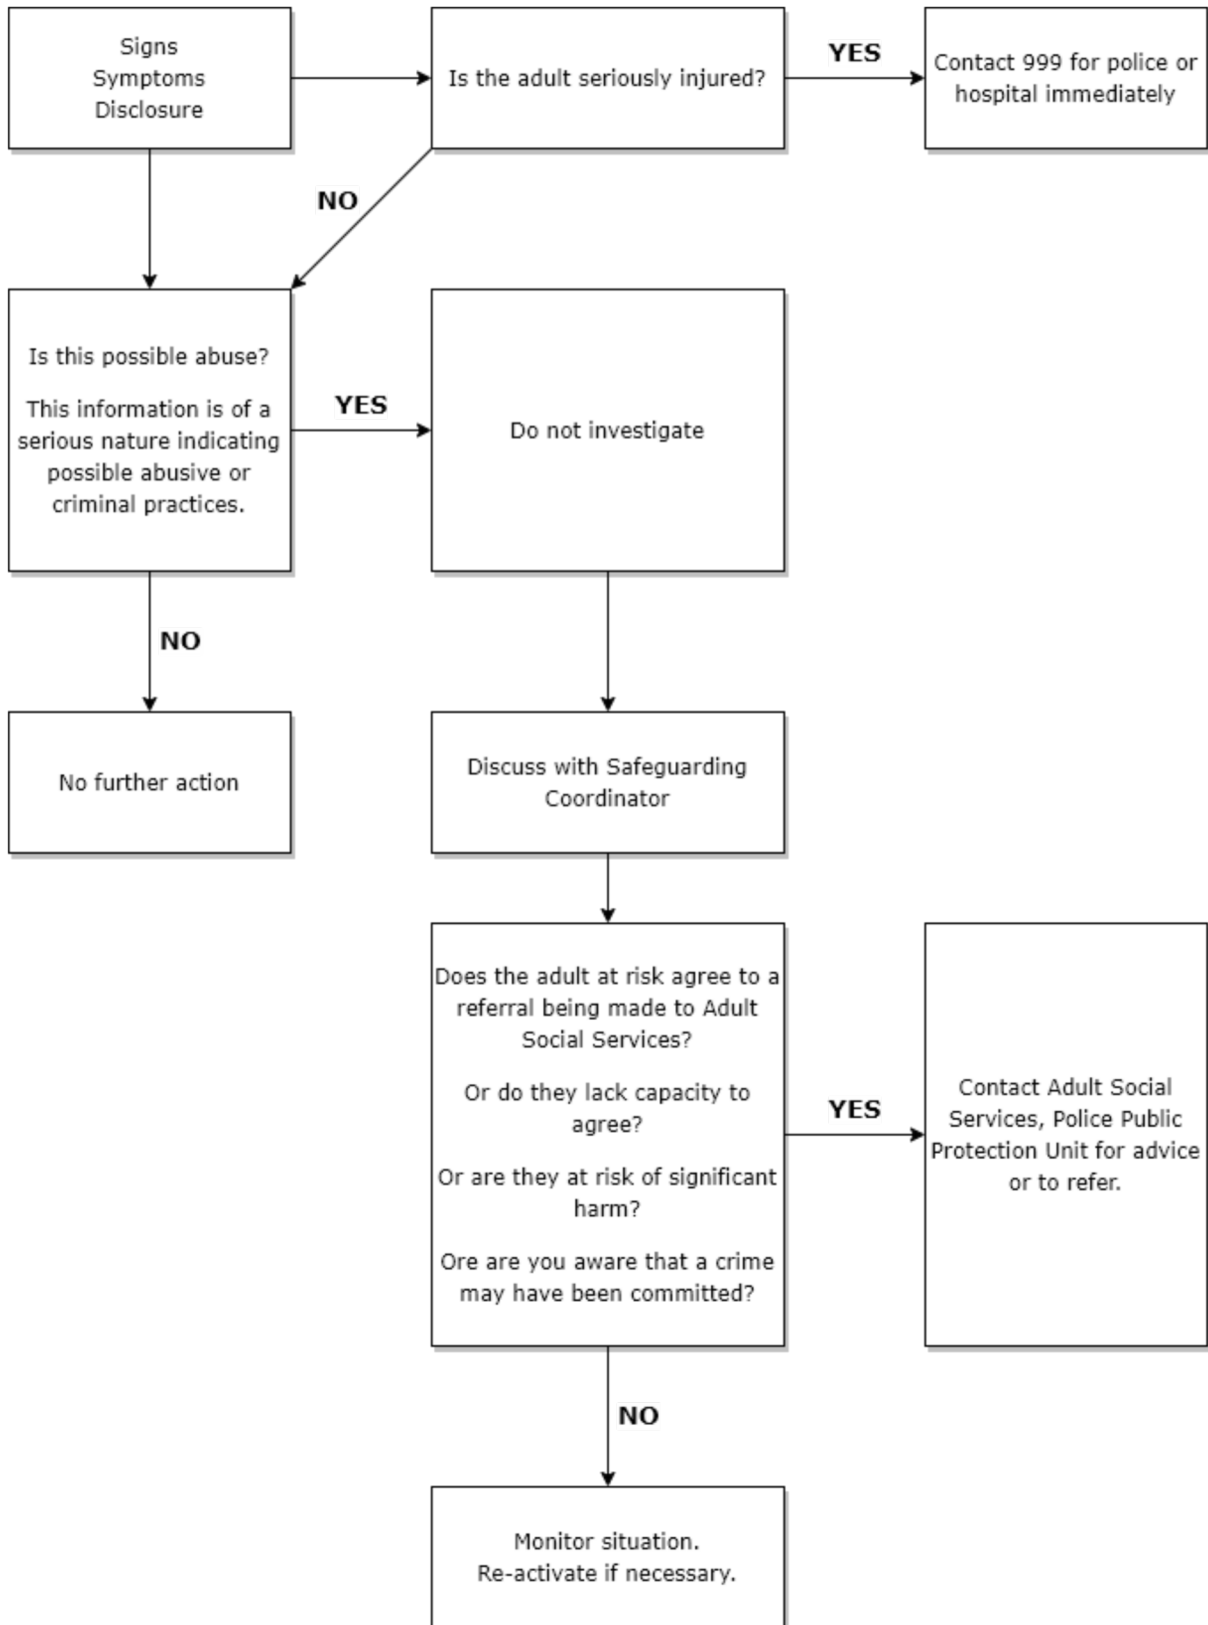 Signs
Symptoms
Disclosure
Is the adult seriously injured?
YES
Contact 999 for police or
hospital immediately
NO
Is this possible abuse?
This information is of a
serious nature indicating
possible abusive or
criminal practices.
YES
Do not investigate
NO
No further action
Discuss with Safeguarding
Coordinator
Does the adult at risk agree to a
referral being made to Adult
Social Services?
Or do they lack capacity to
agree?
Or are they at risk of significant
harm?
Ore are you aware that a crime
may have been committed?
YES
Contact Adult Social
Services, Police Public
Protection Unit for advice
or to refer.
NO
Monitor situation.
Re-activate if necessary.